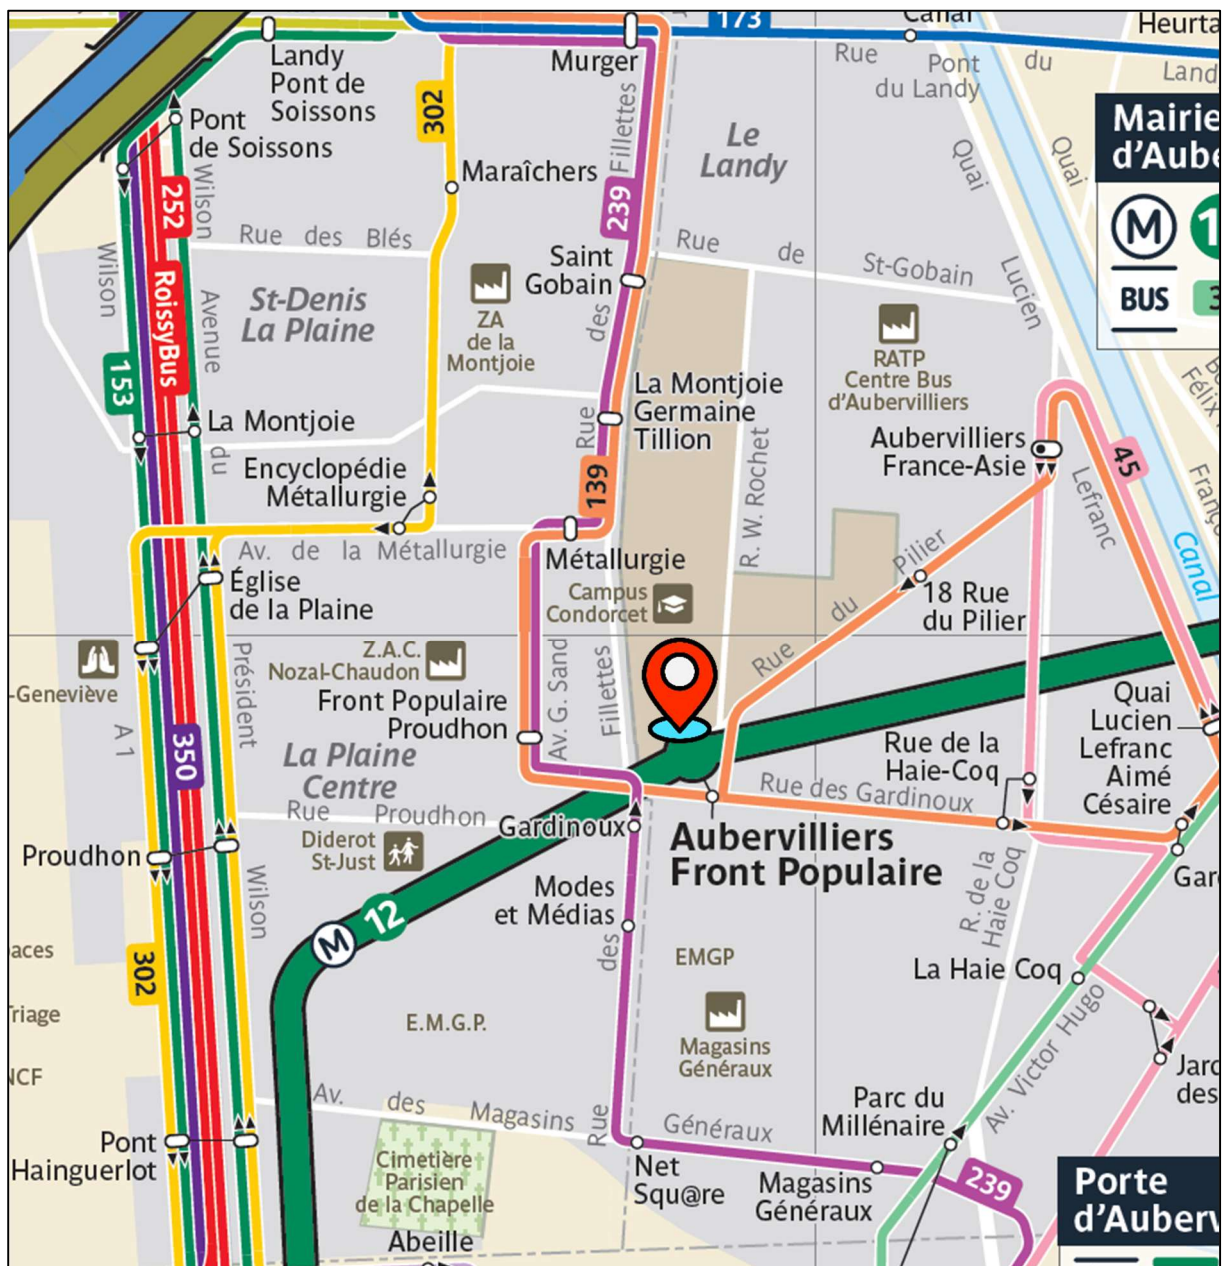 173
Canal
Heurta
Landy
Pont de
Soissons
Murger
Rue
Pont
du Landy
du
Land
302
Fillettes
Pont
de Soissons
Le
Landy
Quai
Quai
Mairie
d'Aube
M
1
BUS
3
Maraîchers
252
Wilson
239
Rue des Blés
Rue
de
St-Gobain
Wilson
Saint
Gobain
Lucien
St-Denis
La Plaine
RoissyBus
Avenue
ZA
de la
Montjoie
des
RATP
Centre Bus
d'Aubervilliers
Félix
153
La Montjoie
Germaine
Tillion
La Montjoie
du
Rue
R. W. Rochet
Aubervilliers
France-Asie
45
Lefranc
Encyclopédie
Métallurgie
139
Av. de la Métallurgie
Métallurgie
Pilier
Canal
Église
de la Plaine
Campus
Condorcet
18 Rue
du Pilier
du
Rue
Z.A.C.
Nozal-Chaudon
-Geneviève
Président
Av. G. Sand
Fillettes
Front Populaire
Proudhon
A 1
350
La Plaine
Centre
Quai
Lucien
Lefranc
Aimé
Césaire
Rue de la
Haie-Coq
Rue des Gardinoux
Rue Proudhon
Gardinoux
Diderot
St-Just
Aubervilliers
Front Populaire
Proudhon
Wilson
Modes
et Médias
R. de la
Haie Coq
Gar
12
M
302
aces
des
EMGP
La Haie Coq
Triage
E.M.G.P.
Magasins
Généraux
Av. Victor Hugo
NCF
Jard
des
Av. des Magasins
Rue
Généraux
Parc du
Millénaire
Pont
Hainguerlot
Cimetière
Parisien
de la Chapelle
Net
Squ@re
Magasins
Généraux
239
Porte
d'Auberv
Abeille